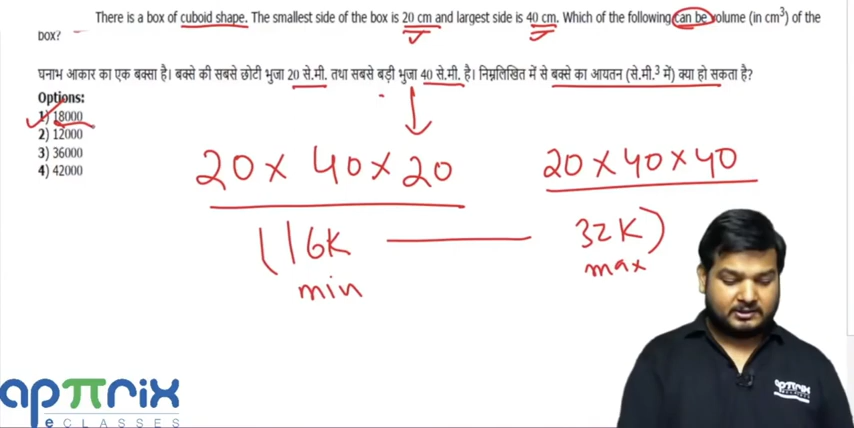 There is a box of cuboid shape. The smallest side of the box is 20 cm and largest side is 40 cm. Which of the following can be volume (in cm³) of the
box?
घनाभ आकार का एक बक्सा है। बक्से की सबसे छोटी भुजा 20 से.मी. तथा सबसे बड़ी भुजा 40 से.मी. है। निम्नलिखित में से बक्से का आयतन (से.मी.³ में) क्या हो सकता है?
Options:
1) 18000
2) 12000
3) 36000
4) 42000
20 × 40 × 20
20 × 40 × 40
(16K
32K)
min
max
apππrix
e CLASSES
apππrix